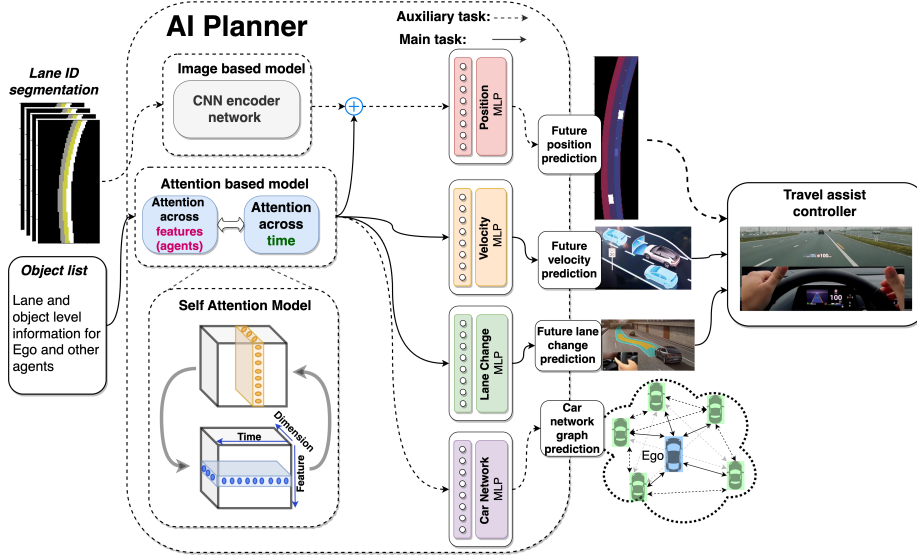 AI Planner
Auxiliary task:
Main task:
Lane ID
segmentation
Image based model
CNN encoder
network
Attention based model
Attention
across
features
(agents)
Attention
across
time
Object list
Lane and
object level
information for
Ego and other
agents
Self Attention Model
Time
Dimension
Feature
Position
MLP
Velocity
MLP
Lane Change
MLP
Car Network
MLP
Future
position
prediction
Future
velocity
prediction
Future lane
change
prediction
Car
network
graph
prediction
Ego
Travel assist
controller
100